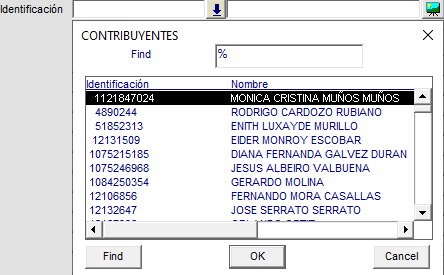 Identificación
CONTRIBUYENTES
Find %
Identificación Nombre
1121847024 MONICA CRISTINA MUÑOS MUÑOS
4890244 RODRIGO CARDOZO RUBIANO
51852313 ENITH LUXAYDE MURILLO
12131509 EIDER MONROY ESCOBAR
1075215185 DIANA FERNANDA GALVEZ DURAN
1075246968 JESUS ALBEIRO VALBUENA
1084250354 GERARDO MOLINA
12106856 FERNANDO MORA CASALLAS
12132647 JOSE SERRATO SERRATO
Find OK Cancel